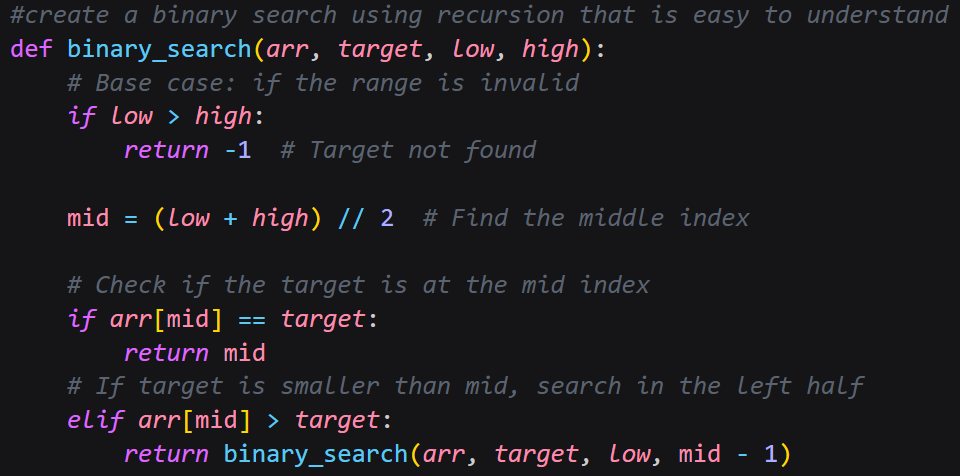 #create a binary search using recursion that is easy to understand
def binary_search(arr, target, low, high):
    # Base case: if the range is invalid
    if low > high:
        return -1  # Target not found

    mid = (low + high) // 2  # Find the middle index

    # Check if the target is at the mid index
    if arr[mid] == target:
        return mid
    # If target is smaller than mid, search in the left half
    elif arr[mid] > target:
        return binary_search(arr, target, low, mid - 1)